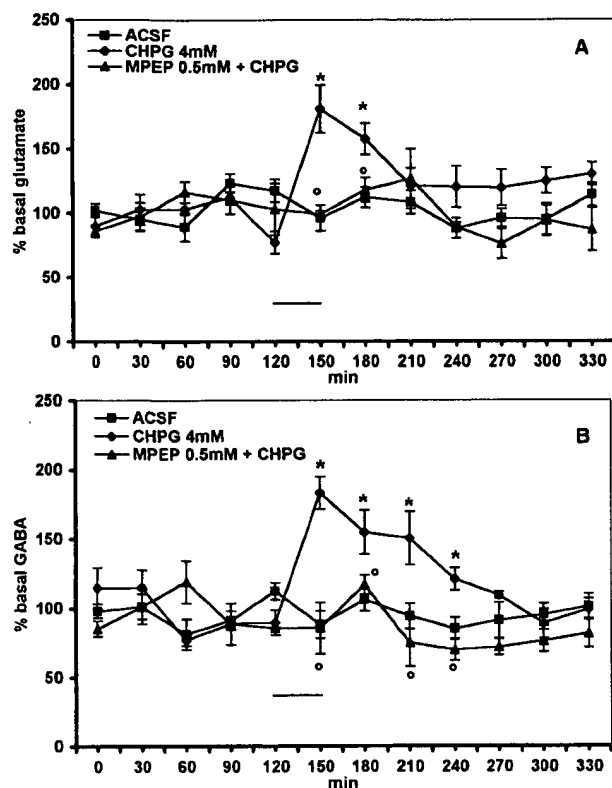 250
ACSF
A
CHPG 4mM
MPEP 0.5mM + CHPG
200
*
*
150
% basal glutamate
°
°
100
50
0
0 30 60 90 120 150 180 210 240 270 300 330
min
250
ACSF
B
CHPG 4mM
MPEP 0.5mM + CHPG
200
*
* *
*
150
% basal GABA
°
100
° ° °
50
0
0 30 60 90 120 150 180 210 240 270 300 330
min